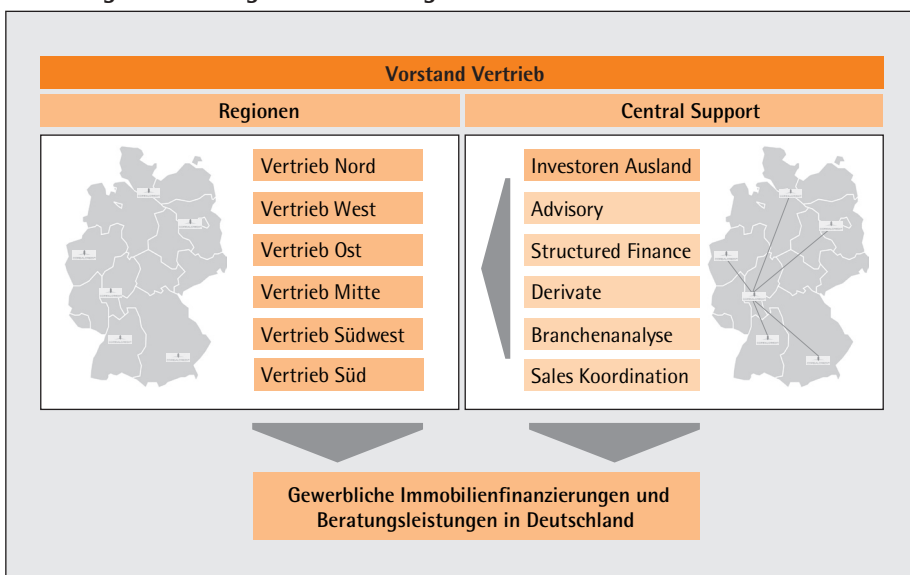 Vorstand Vertrieb
Regionen
Central Support
Vertrieb Nord
Vertrieb West
Vertrieb Ost
Vertrieb Mitte
Vertrieb Südwest
Vertrieb Süd
Investoren Ausland
Advisory
Structured Finance
Derivate
Branchenanalyse
Sales Koordination
Gewerbliche Immobilienfinanzierungen und
Beratungsleistungen in Deutschland